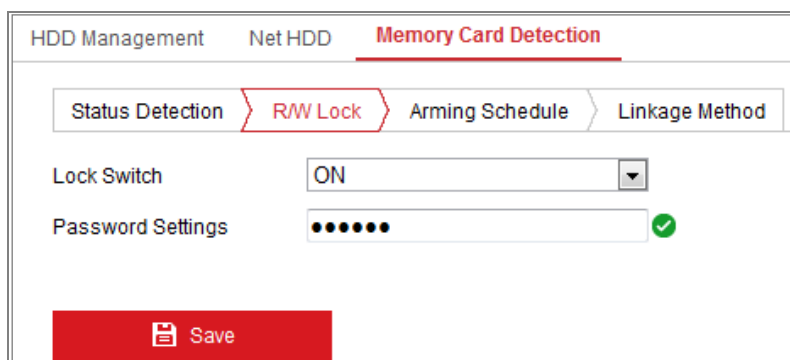 HDD Management Net HDD Memory Card Detection
Status Detection R/W Lock Arming Schedule Linkage Method
Lock Switch ON
Password Settings ●●●●●●
Save